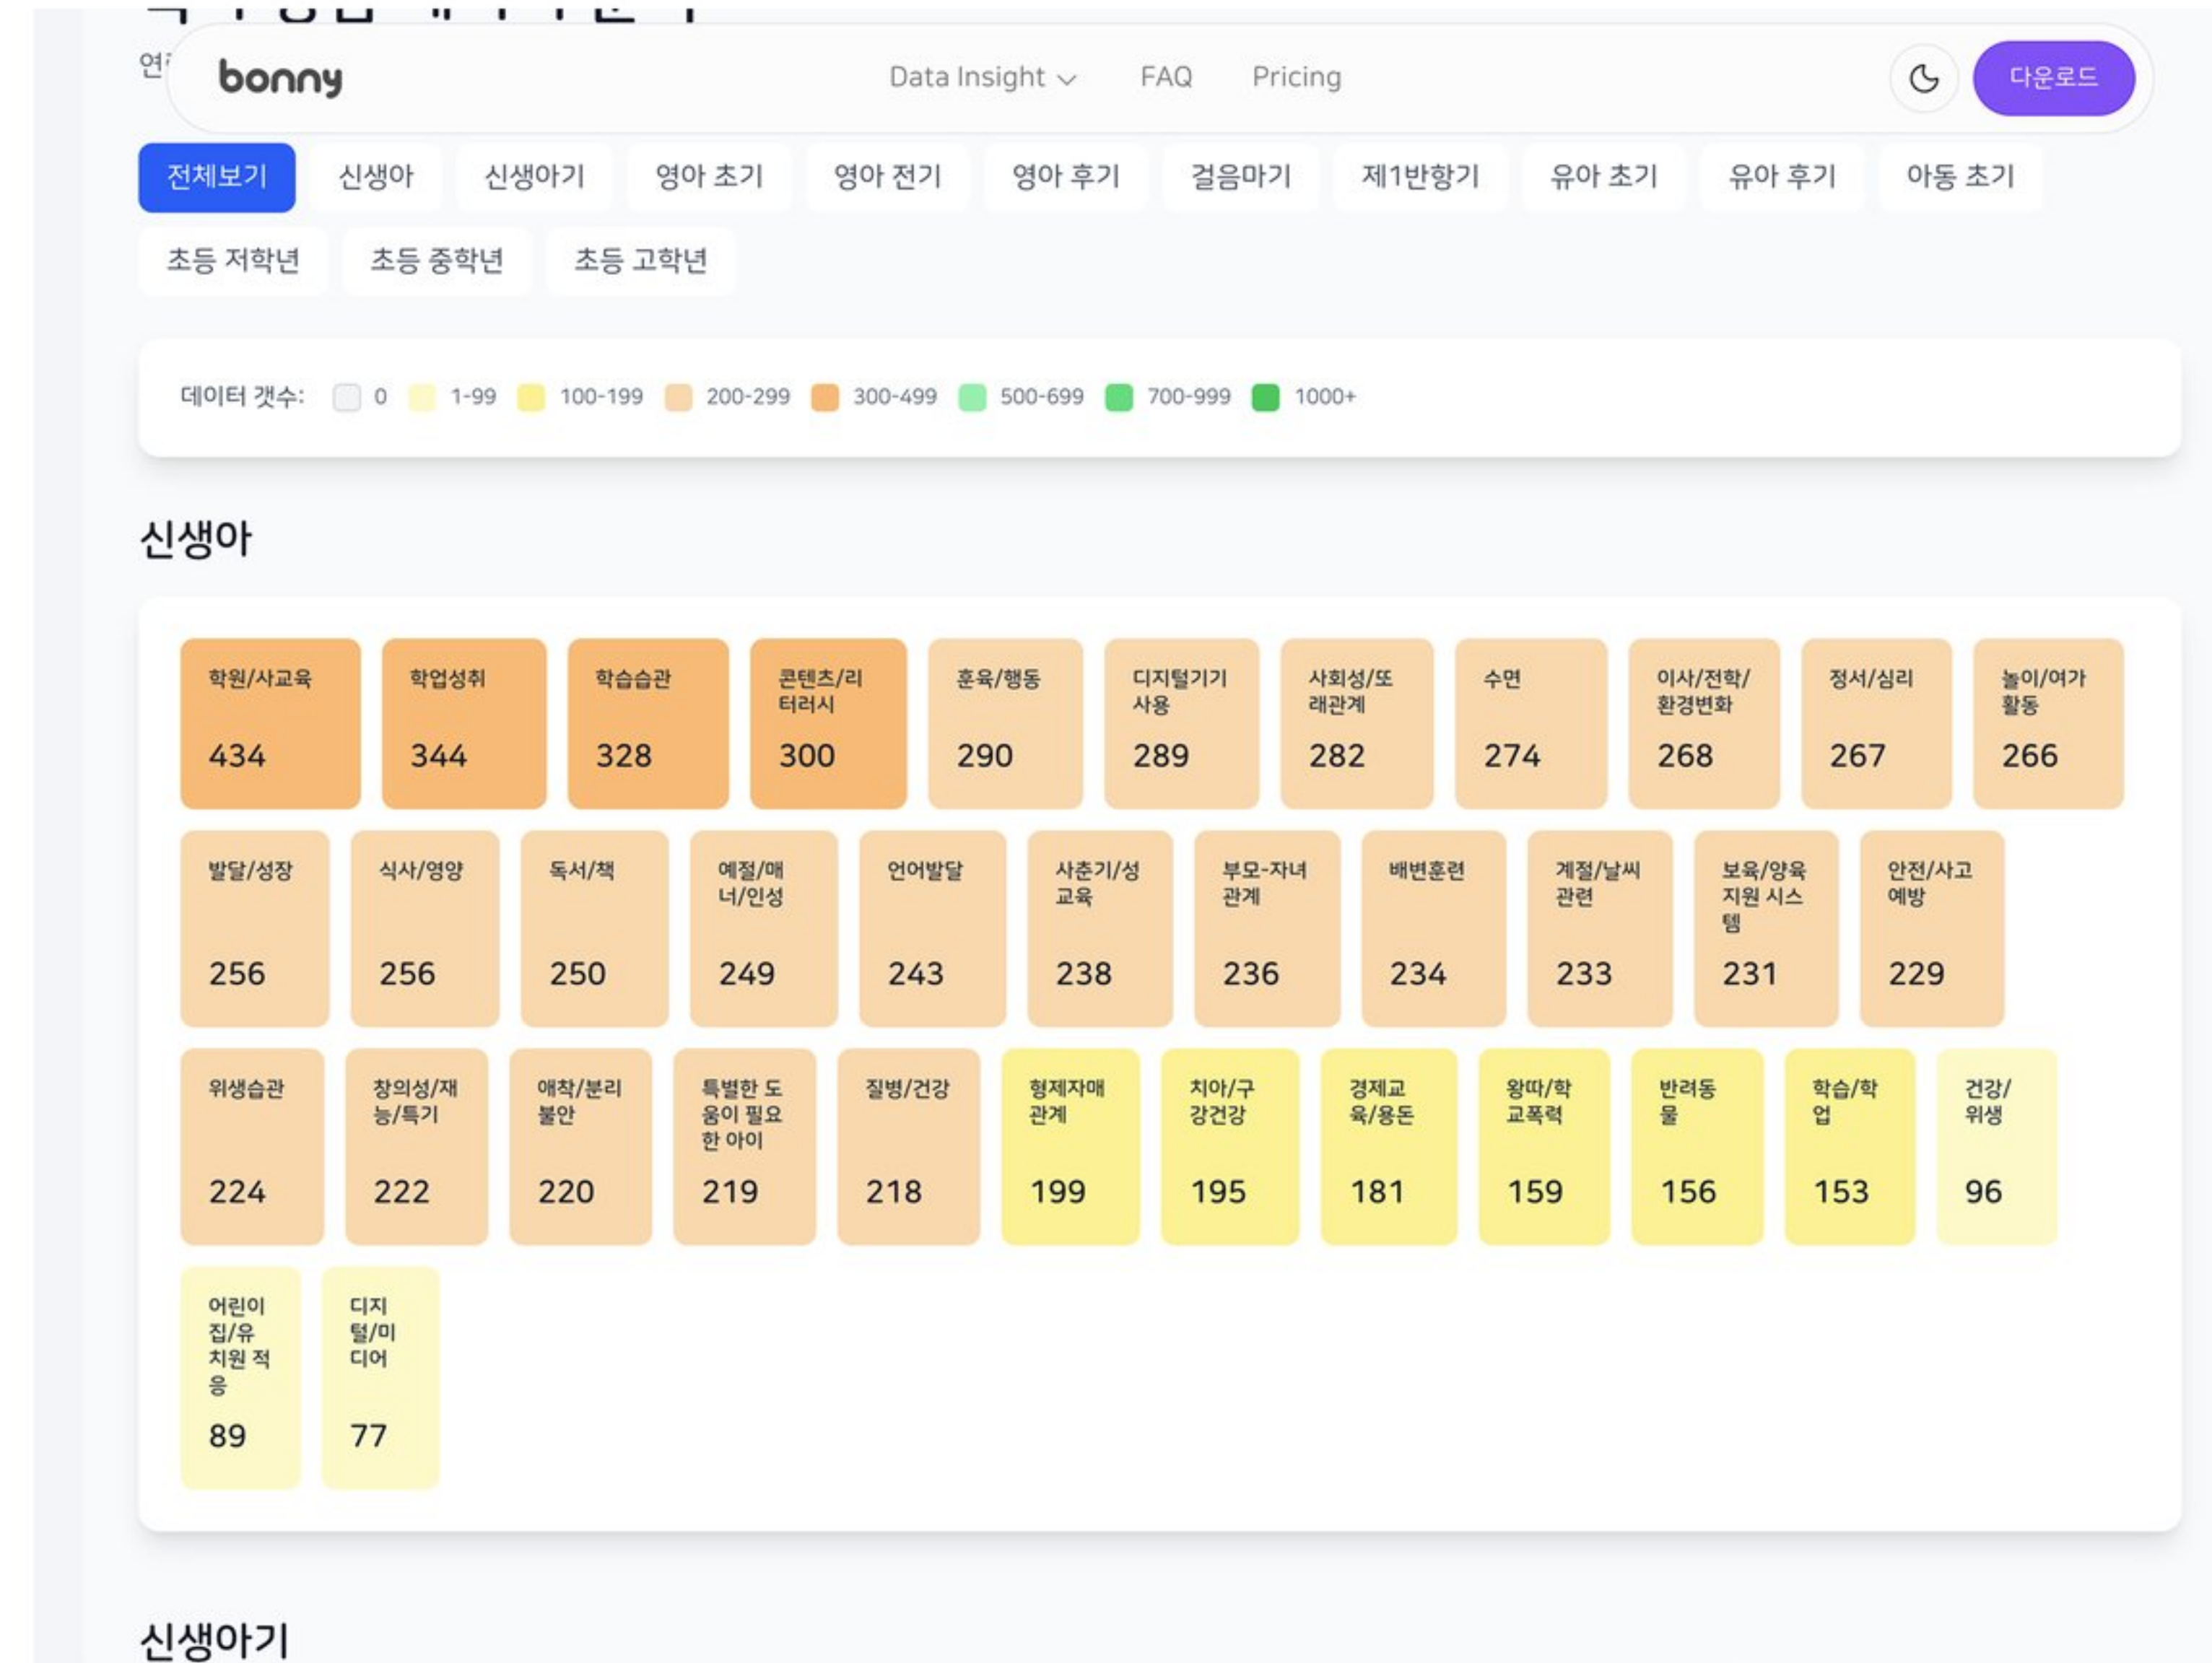 bonny
Data Insight
FAQ
Pricing
다운로드
전체보기
신생아
신생아기
영아 초기
영아 전기
영아 후기
걸음마기
제1반항기
유아 초기
유아 후기
아동 초기
초등 저학년
초등 중학년
초등 고학년
데이터 갯수:
0
1-99
100-199
200-299
300-499
500-699
700-999
1000+
신생아
학원/사교육
434
학업성취
344
학습습관
328
콘텐츠/리
터러시
300
훈육/행동
290
디지털기기
사용
289
사회성/또
래관계
282
수면
274
이사/전학/
환경변화
268
정서/심리
267
놀이/여가
활동
266
발달/성장
256
식사/영양
256
독서/책
250
예절/매
너/인성
249
언어발달
243
사춘기/성
교육
238
부모-자녀
관계
236
배변훈련
234
계절/날씨
관련
233
보육/양육
지원 시스
템
231
안전/사고
예방
229
위생습관
224
창의성/재
능/특기
222
애착/분리
불안
220
특별한 도
움이 필요
한 아이
219
질병/건강
218
형제자매
관계
199
치아/구
강건강
195
경제교
육/용돈
181
왕따/학
교폭력
159
반려동
물
156
학습/학
업
153
건강/
위생
96
어린이
집/유
치원 적
응
89
디지
털/미
디어
77
신생아기